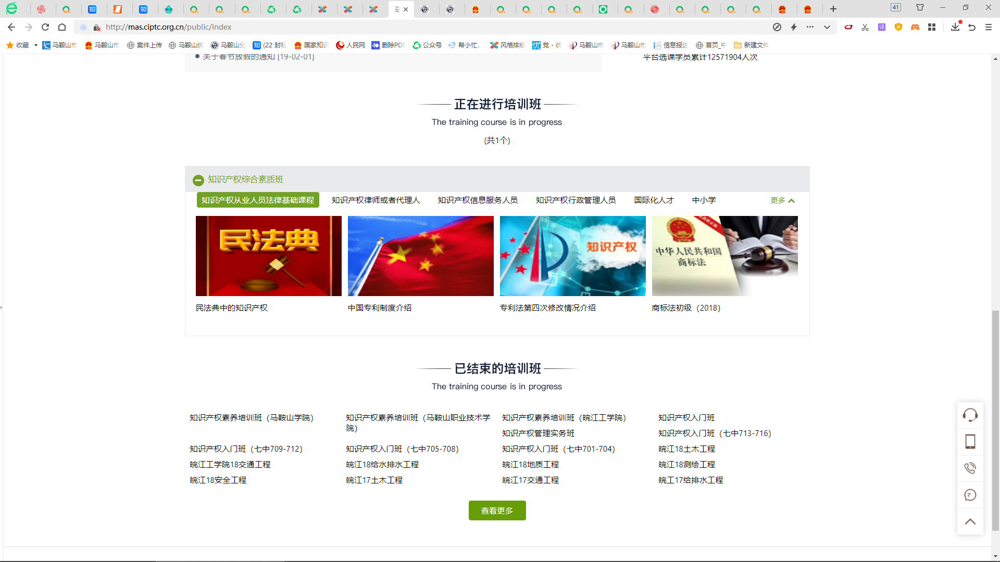 马
41
http://mas.ciptc.org.cn/public/index
译
收藏
马鞍山市
马鞍山市
案件上传
马鞍山统
马鞍山分
知
(22 封私
国家知识
人民网
删除PDF
公众号
帮小忙,
风格排版
优
党 - 优
马鞍山市
马鞍山市
信息报送
首页_中
新建文件
关于春节放假的通知 [19-02-01]
平台选课学员累计12571904人次
正在进行培训班
The training course is in progress
(共1个)
知识产权综合素质班
知识产权从业人员法律基础课程
知识产权律师或者代理人
知识产权信息服务人员
知识产权行政管理人员
国际化人才
中小学
更多
民法典
知识产权
中华人民共和国
商标法
民法典中的知识产权
中国专利制度介绍
专利法第四次修改情况介绍
商标法初级（2018）
已结束的培训班
The training course is in progress
知识产权素养培训班（马鞍山学院）
知识产权素养培训班（马鞍山职业技术学
院）
知识产权素养培训班（皖江工学院）
知识产权入门班
知识产权管理实务班
知识产权入门班（七中713-716）
知识产权入门班（七中709-712）
知识产权入门班（七中705-708）
知识产权入门班（七中701-704）
皖江18土木工程
皖江工学院18交通工程
皖江18给水排水工程
皖江18地质工程
皖江18测绘工程
皖江18安全工程
皖江17土木工程
皖江17交通工程
皖工17给排水工程
查看更多